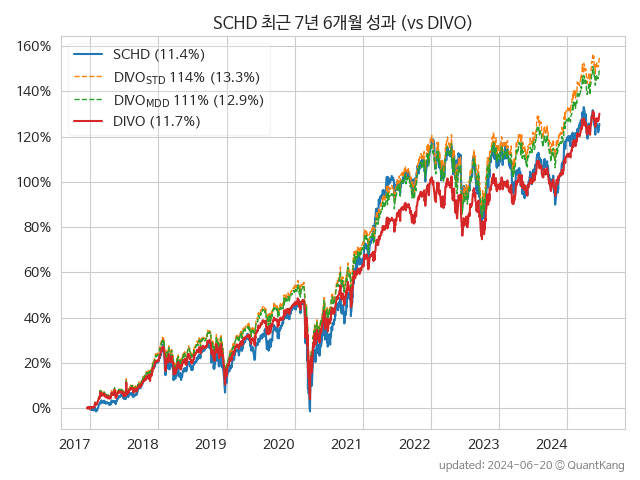 SCHD 최근 7년 6개월 성과 (vs DIVO)
160%
140%
120%
100%
80%
60%
40%
20%
0%
SCHD (11.4%)
DIVO_STD 114% (13.3%)
DIVO_MDD 111% (12.9%)
DIVO (11.7%)
2017 2018 2019 2020 2021 2022 2023 2024
updated: 2024-06-20 © QuantKang